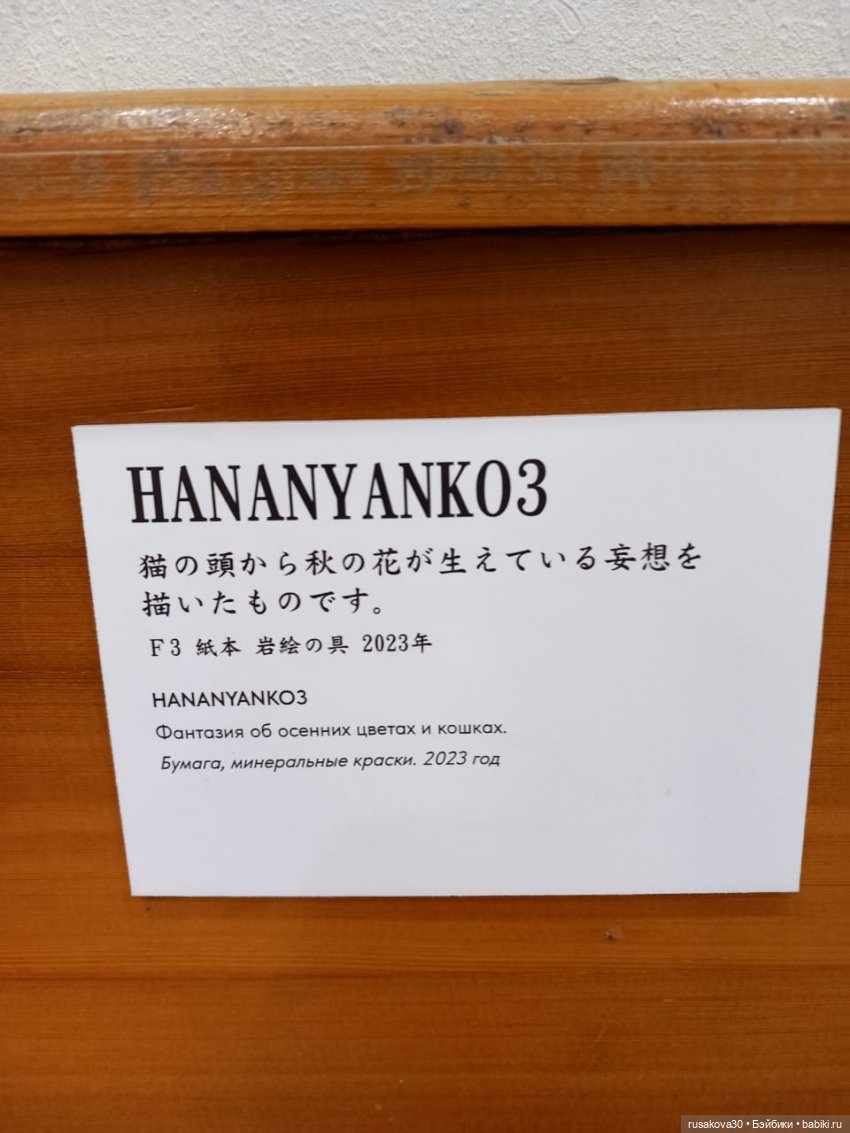 HANANYANKO3
猫の頭から秋の花が生えている妄想を
描いたものです。
F3 紙本 岩絵の具 2023年
HANANYANKO3
Фантазия об осенних цветах и кошках.
Бумага, минеральные краски. 2023 год
rusakova30 • Бэйбики • babiki.ru